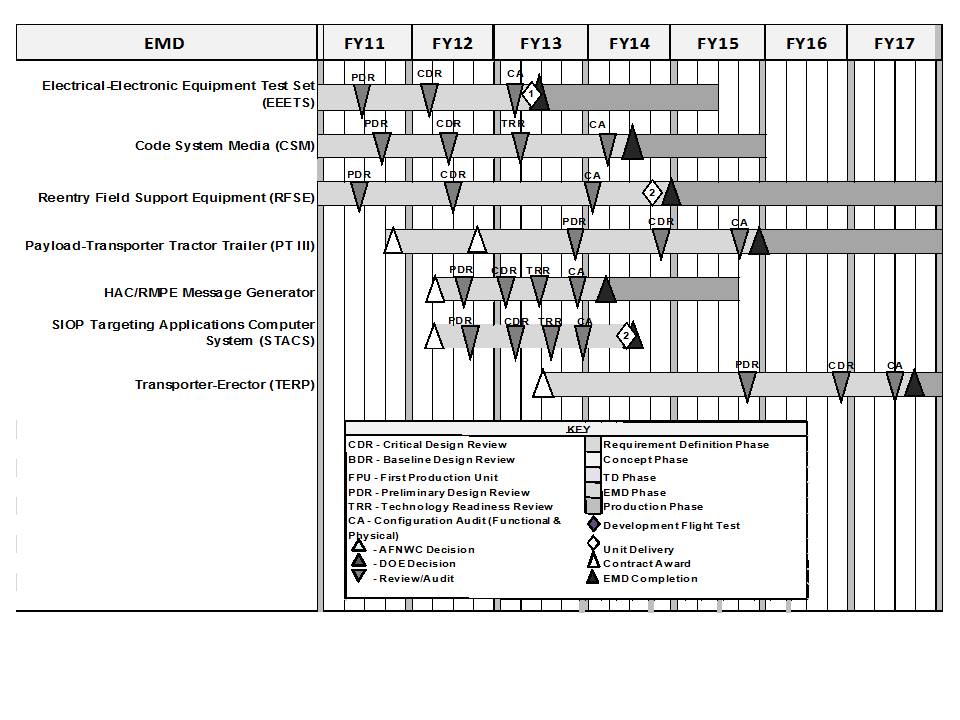 EMD FY11 FY12 FY13 FY14 FY15 FY16 FY17
Electrical-Electronic Equipment Test Set
(EEETS)
PDR CDR CA
1
Code System Media (CSM)
PDR CDR TRR CA
Reentry Field Support Equipment (RFSE)
PDR CDR CA
2
Payload-Transporter Tractor Trailer (PT III)
PDR CDR CA
HAC/RMPE Message Generator
PDR CDR TRR CA
SIOP Targeting Applications Computer
System (STACS)
PDR CDR TRR CA
2
Transporter-Erector (TERP)
PDR CDR CA
KEY
CDR - Critical Design Review
BDR - Baseline Design Review
FPU - First Production Unit
PDR - Preliminary Design Review
TRR - Technology Readiness Review
CA - Configuration Audit (Functional &
Physical)
- AFNWC Decision
- DOE Decision
- Review/Audit
Requirement Definition Phase
Concept Phase
TD Phase
EMD Phase
Production Phase
Development Flight Test
Unit Delivery
Contract Award
EMD Completion